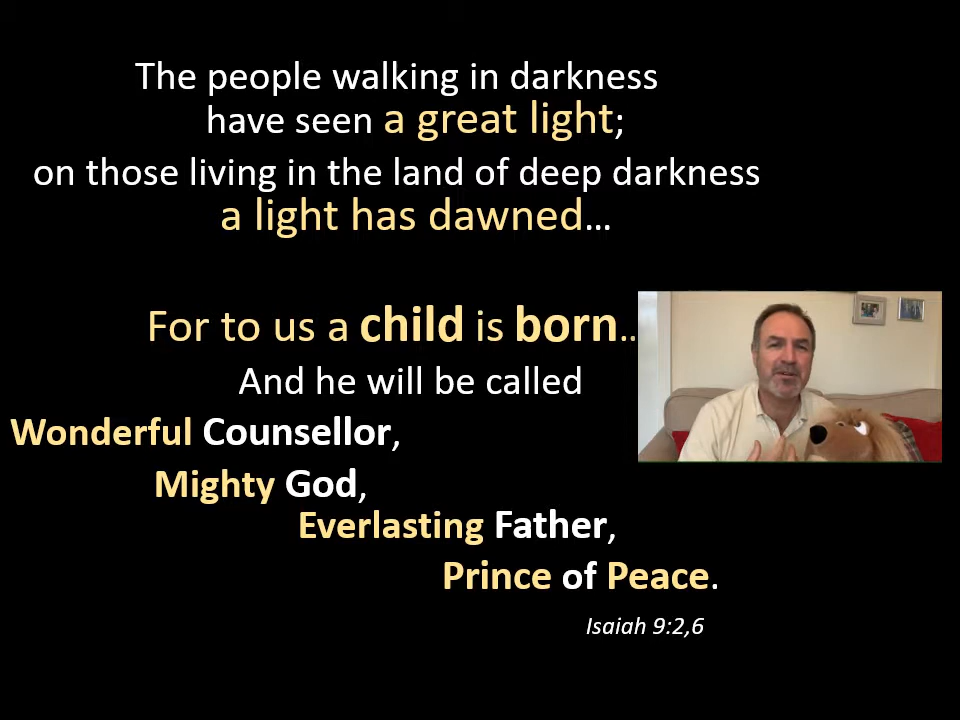 The people walking in darkness
have seen a great light;
on those living in the land of deep darkness
a light has dawned…
For to us a child is born…
And he will be called
Wonderful Counsellor,
Mighty God,
Everlasting Father,
Prince of Peace.
Isaiah 9:2,6